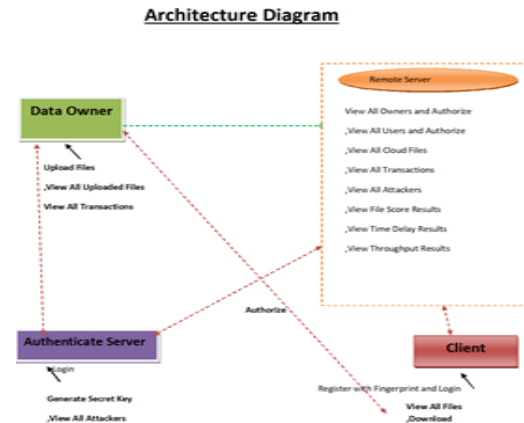 Architecture Diagram
Remote Server
Data Owner
View All Owners and Authorize
,View All Users and Authorize
,View All Cloud Files
,View All Transactions
,View All Attackers
,View File Score Results
,View Time Delay Results
,View Throughput Results
Upload Files
,View All Uploaded Files
View All Transactions
Authorize
Authenticate Server
Login
Generate Secret Key
,View All Attackers
Client
Register with Fingerprint and Login
View All Files
,Download